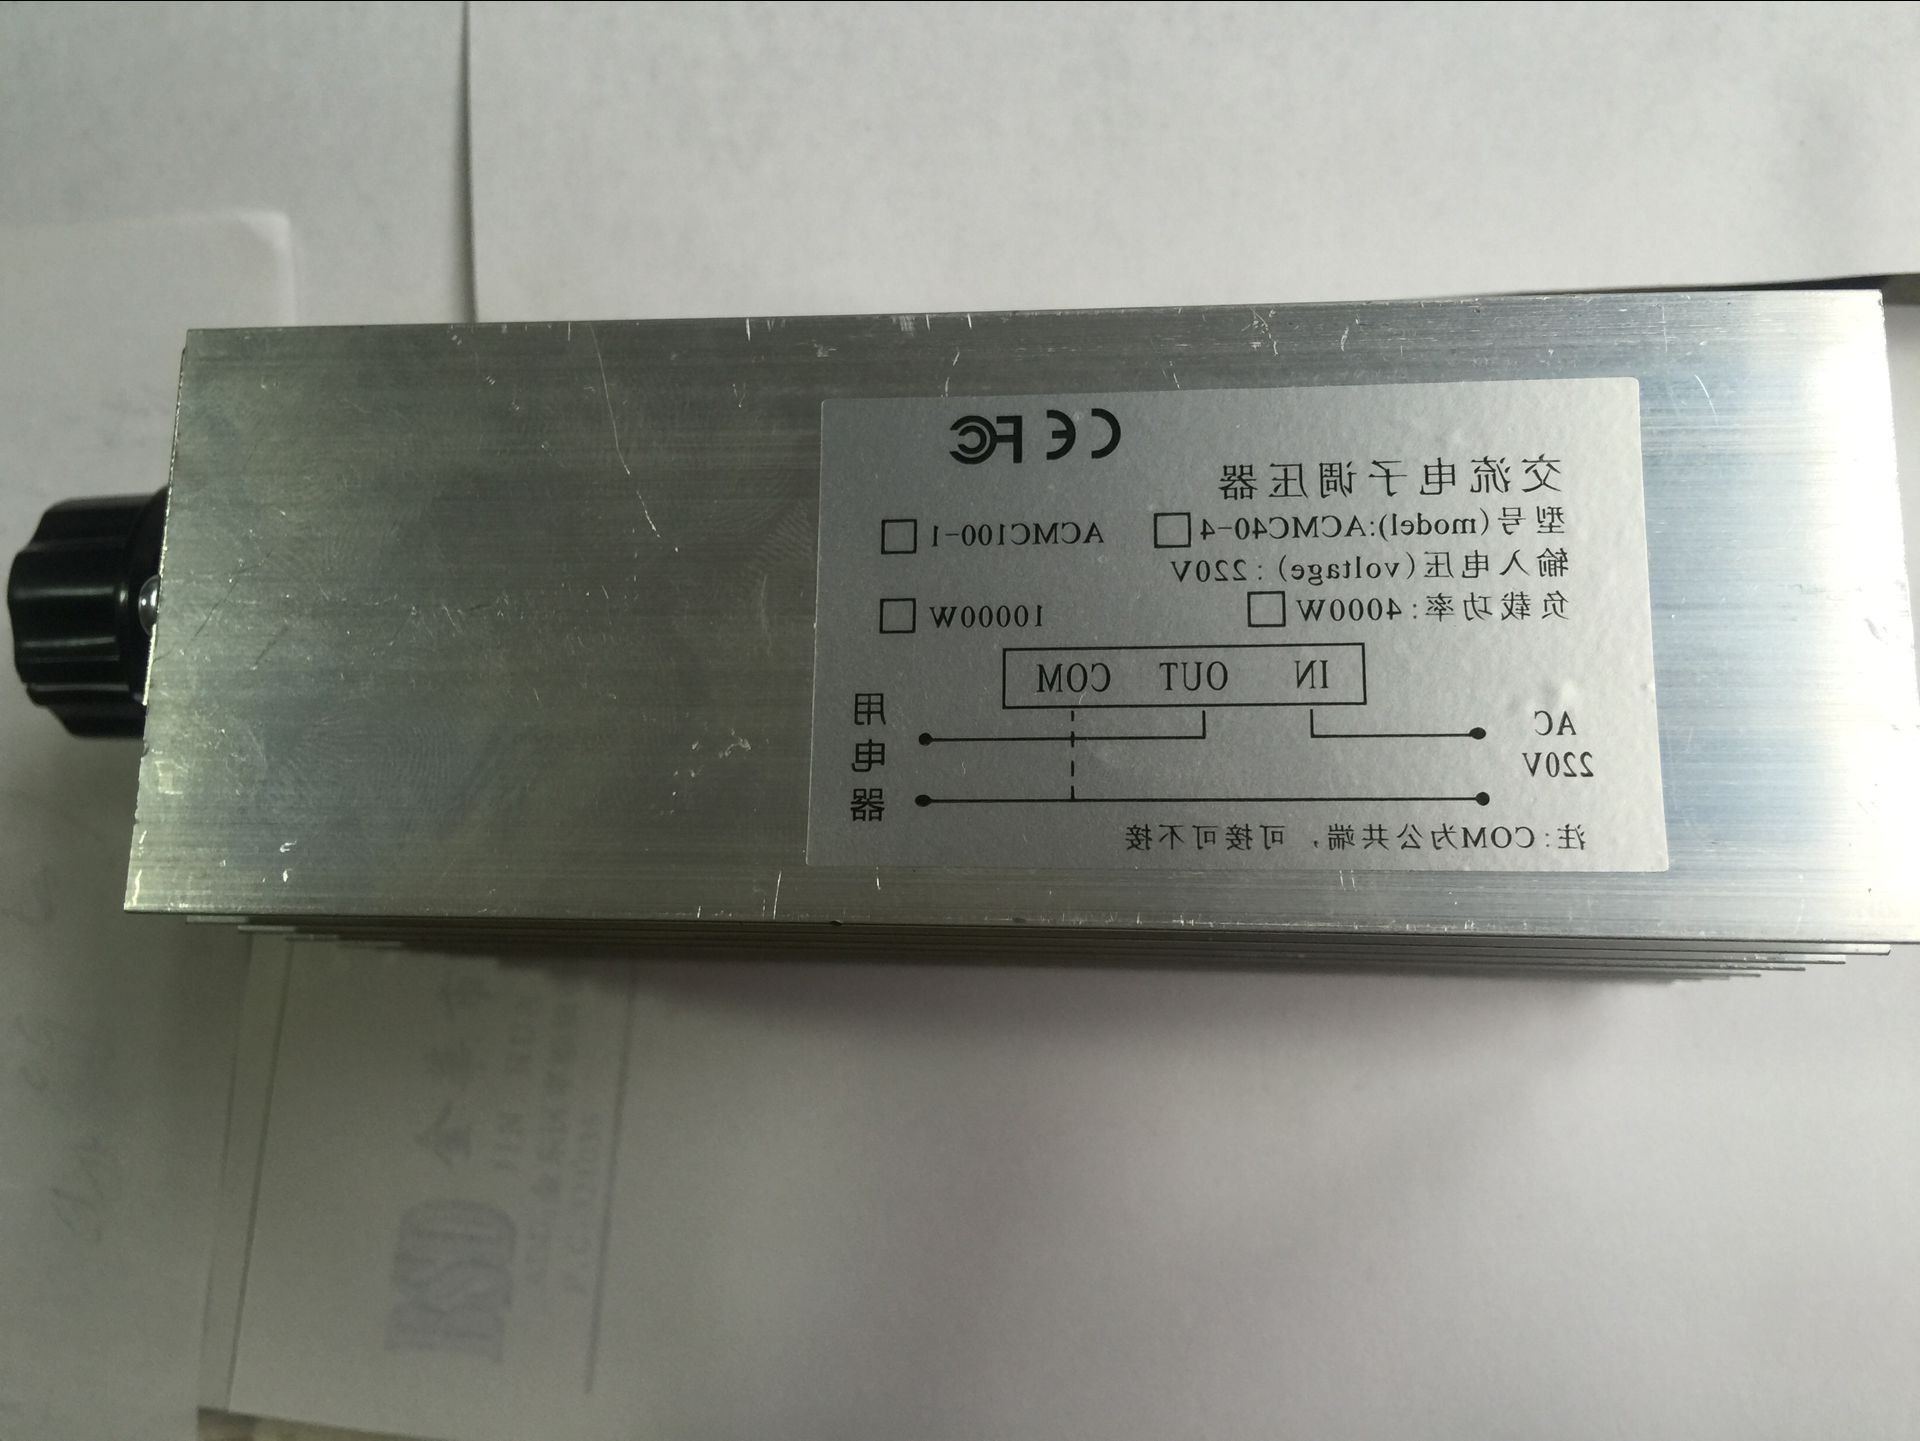 CE FC
交流电子调压器
型号(model):ACMC40-4□ ACMC100-1□
输入电压(voltage):220V
负载功率:4000W□ 10000W□
IN OUT COM
AC
220V
用
电
器
注:COM为公共端，可接可不接